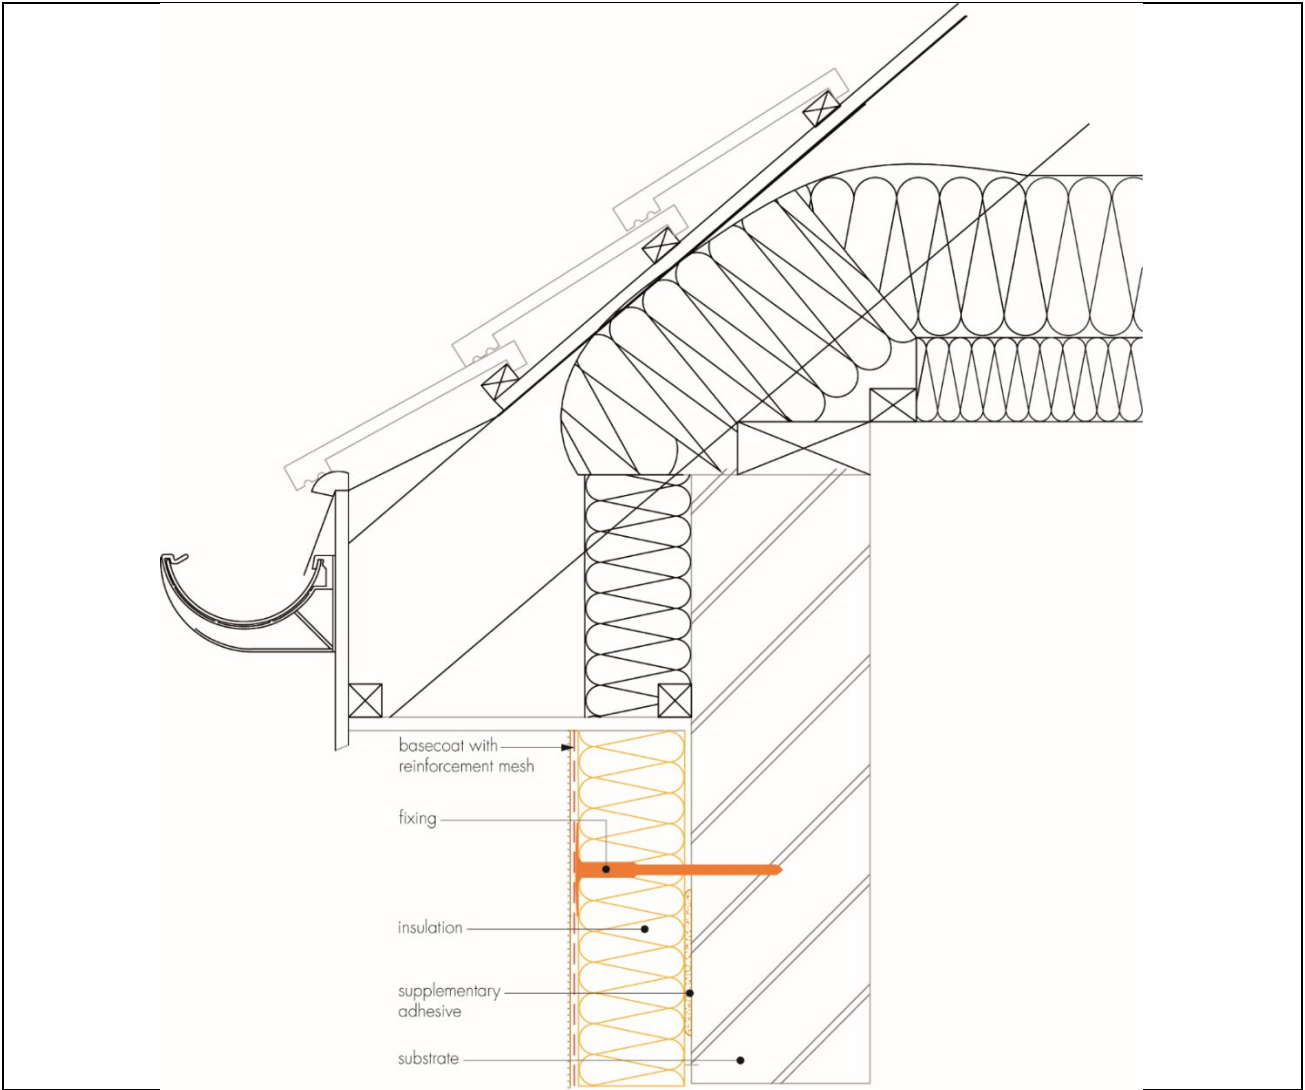 basecoat with
reinforcement mesh
fixing
insulation
supplementary
adhesive
substrate